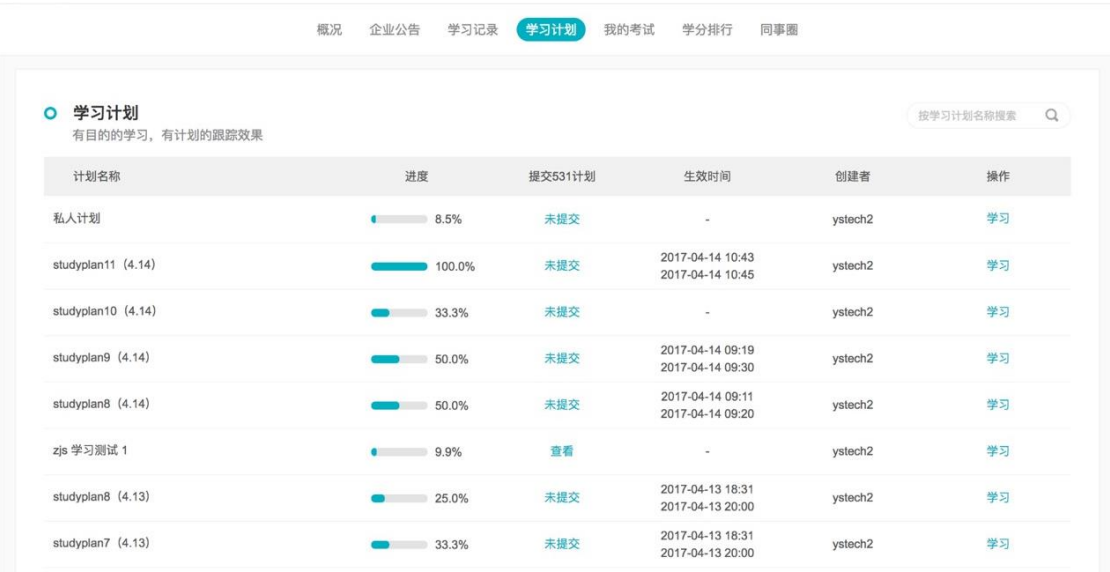 概况 企业公告 学习记录 学习计划 我的考试 学分排行 同事圈
学习计划
有目的的学习，有计划的跟踪效果
按学习计划名称搜索
计划名称 进度 提交531计划 生效时间 创建者 操作
私人计划 8.5% 未提交 - ystech2 学习
studyplan11（4.14） 100.0% 未提交 2017-04-14 10:43 ystech2 学习
2017-04-14 10:45
studyplan10（4.14） 33.3% 未提交 - ystech2 学习
studyplan9（4.14） 50.0% 未提交 2017-04-14 09:19 ystech2 学习
2017-04-14 09:30
studyplan8（4.14） 50.0% 未提交 2017-04-14 09:11 ystech2 学习
2017-04-14 09:20
zjs 学习测试 1 9.9% 查看 - ystech2 学习
studyplan8（4.13） 25.0% 未提交 2017-04-13 18:31 ystech2 学习
2017-04-13 20:00
studyplan7（4.13） 33.3% 未提交 2017-04-13 18:31 ystech2 学习
2017-04-13 20:00